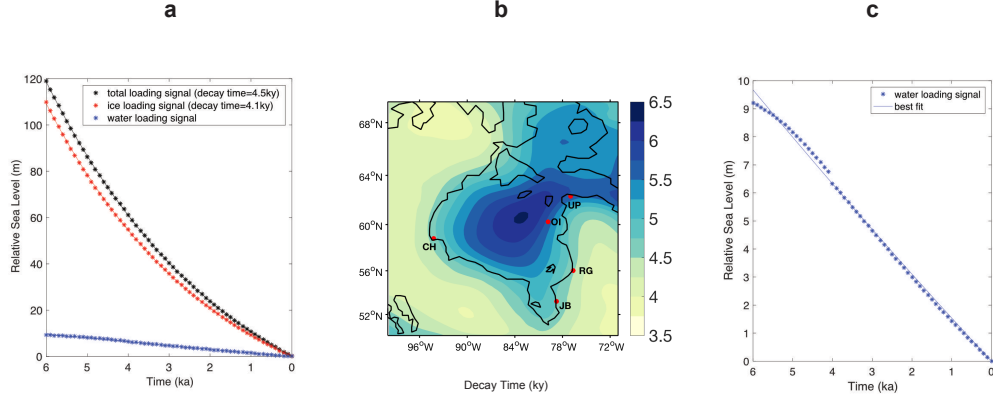 a
b
c
120
100
80
60
40
20
0
Relative Sea Level (m)
total loading signal (decay time=4.5ky)
ice loading signal (decay time=4.1ky)
water loading signal
6
5
4
3
2
1
0
Time (ka)
68°N
64°N
60°N
56°N
52°N
96°W
90°W
84°W
78°W
72°W
CH
UP
OI
RG
JB
6.5
6
5.5
5
4.5
4
3.5
Decay Time (ky)
10
9
8
7
6
5
4
3
2
1
0
Relative Sea Level (m)
water loading signal
best fit
6
5
4
3
2
1
0
Time (ka)